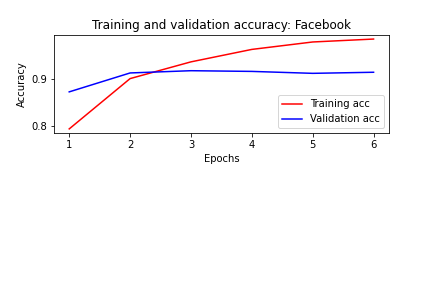 Training and validation accuracy: Facebook
Accuracy
0.9
0.8
Training acc
Validation acc
1 2 3 4 5 6
Epochs